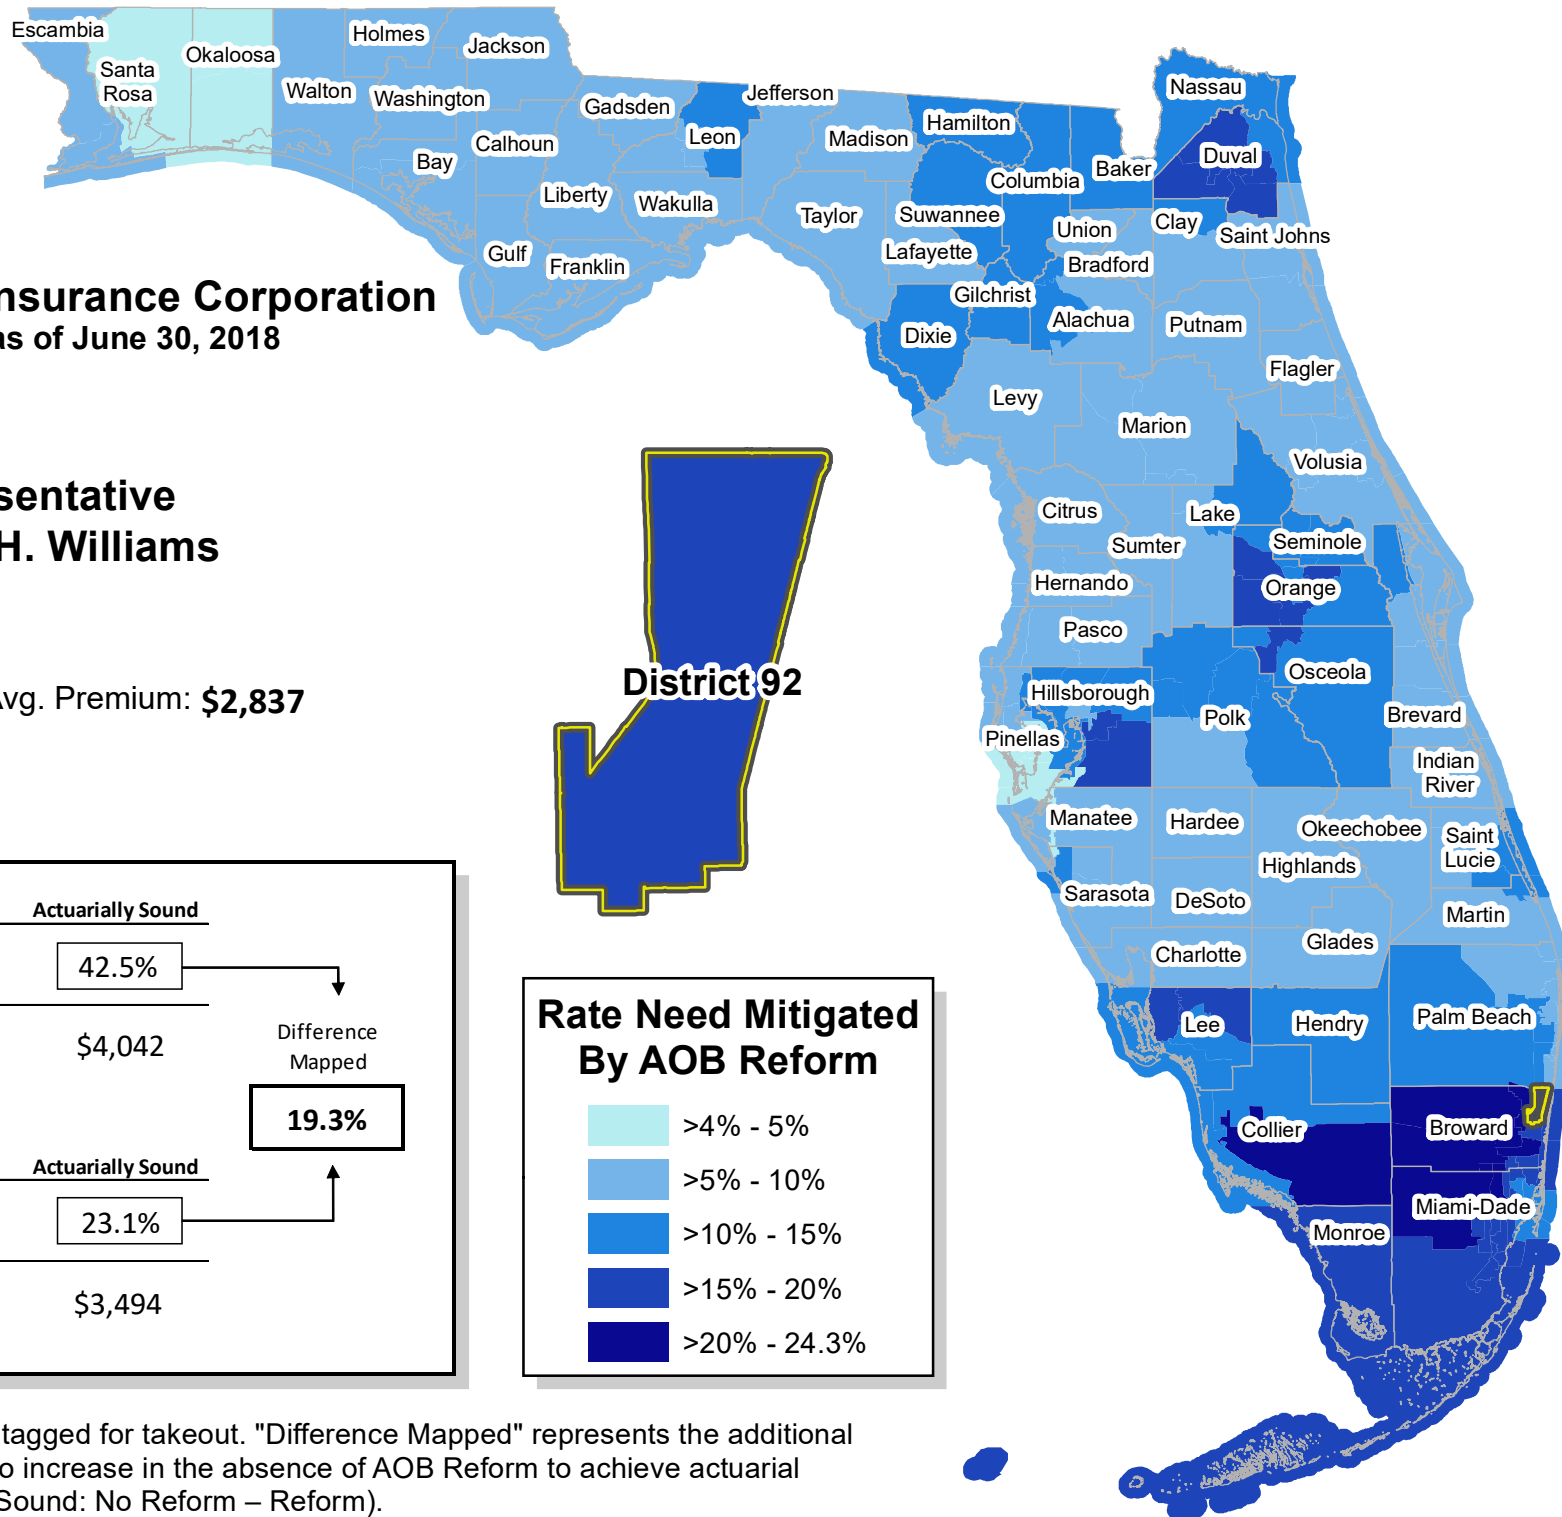 nsurance Corporation
as of June 30, 2018
sentative
H. Williams
Avg. Premium: $2,837
Actuarially Sound
42.5%
$4,042
Difference
Mapped
19.3%
Actuarially Sound
23.1%
$3,494
District 92
Rate Need Mitigated
By AOB Reform
>4% - 5%
>5% - 10%
>10% - 15%
>15% - 20%
>20% - 24.3%
tagged for takeout. "Difference Mapped" represents the additional
o increase in the absence of AOB Reform to achieve actuarial
Sound: No Reform – Reform).
Escambia
Santa
Rosa
Okaloosa
Walton
Holmes
Washington
Jackson
Bay
Calhoun
Gulf
Liberty
Franklin
Gadsden
Leon
Wakulla
Jefferson
Madison
Taylor
Hamilton
Suwannee
Lafayette
Columbia
Baker
Nassau
Duval
Clay
Saint Johns
Union
Bradford
Gilchrist
Dixie
Alachua
Putnam
Flagler
Levy
Marion
Volusia
Citrus
Lake
Sumter
Seminole
Hernando
Orange
Pasco
Osceola
Hillsborough
Polk
Pinellas
Brevard
Indian
River
Manatee
Hardee
Okeechobee
Saint
Lucie
Highlands
Sarasota
DeSoto
Martin
Charlotte
Glades
Lee
Hendry
Palm Beach
Collier
Broward
Miami-Dade
Monroe